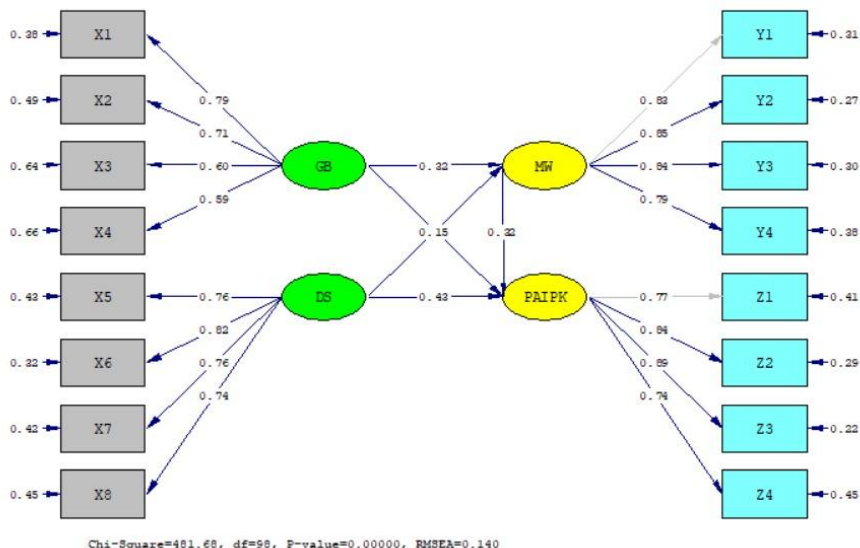 0.38 X1 Y1 0.31
0.79 0.83
0.49 X2 Y2 0.27
0.71 0.85
0.64 X3 0.60 GB 0.32 MW 0.84 Y3 0.30
0.59 0.79
0.66 X4 0.15 0.32 Y4 0.38
0.43 X5 0.76 DS 0.43 PAIPK 0.77 Z1 0.41
0.82 0.84
0.32 X6 0.76 0.89 Z2 0.29
0.74 0.74
0.42 X7 Z3 0.22
0.45 X8 Z4 0.45
Chi-Square=481.68, df=98, P-value=0.00000, RMSEA=0.140